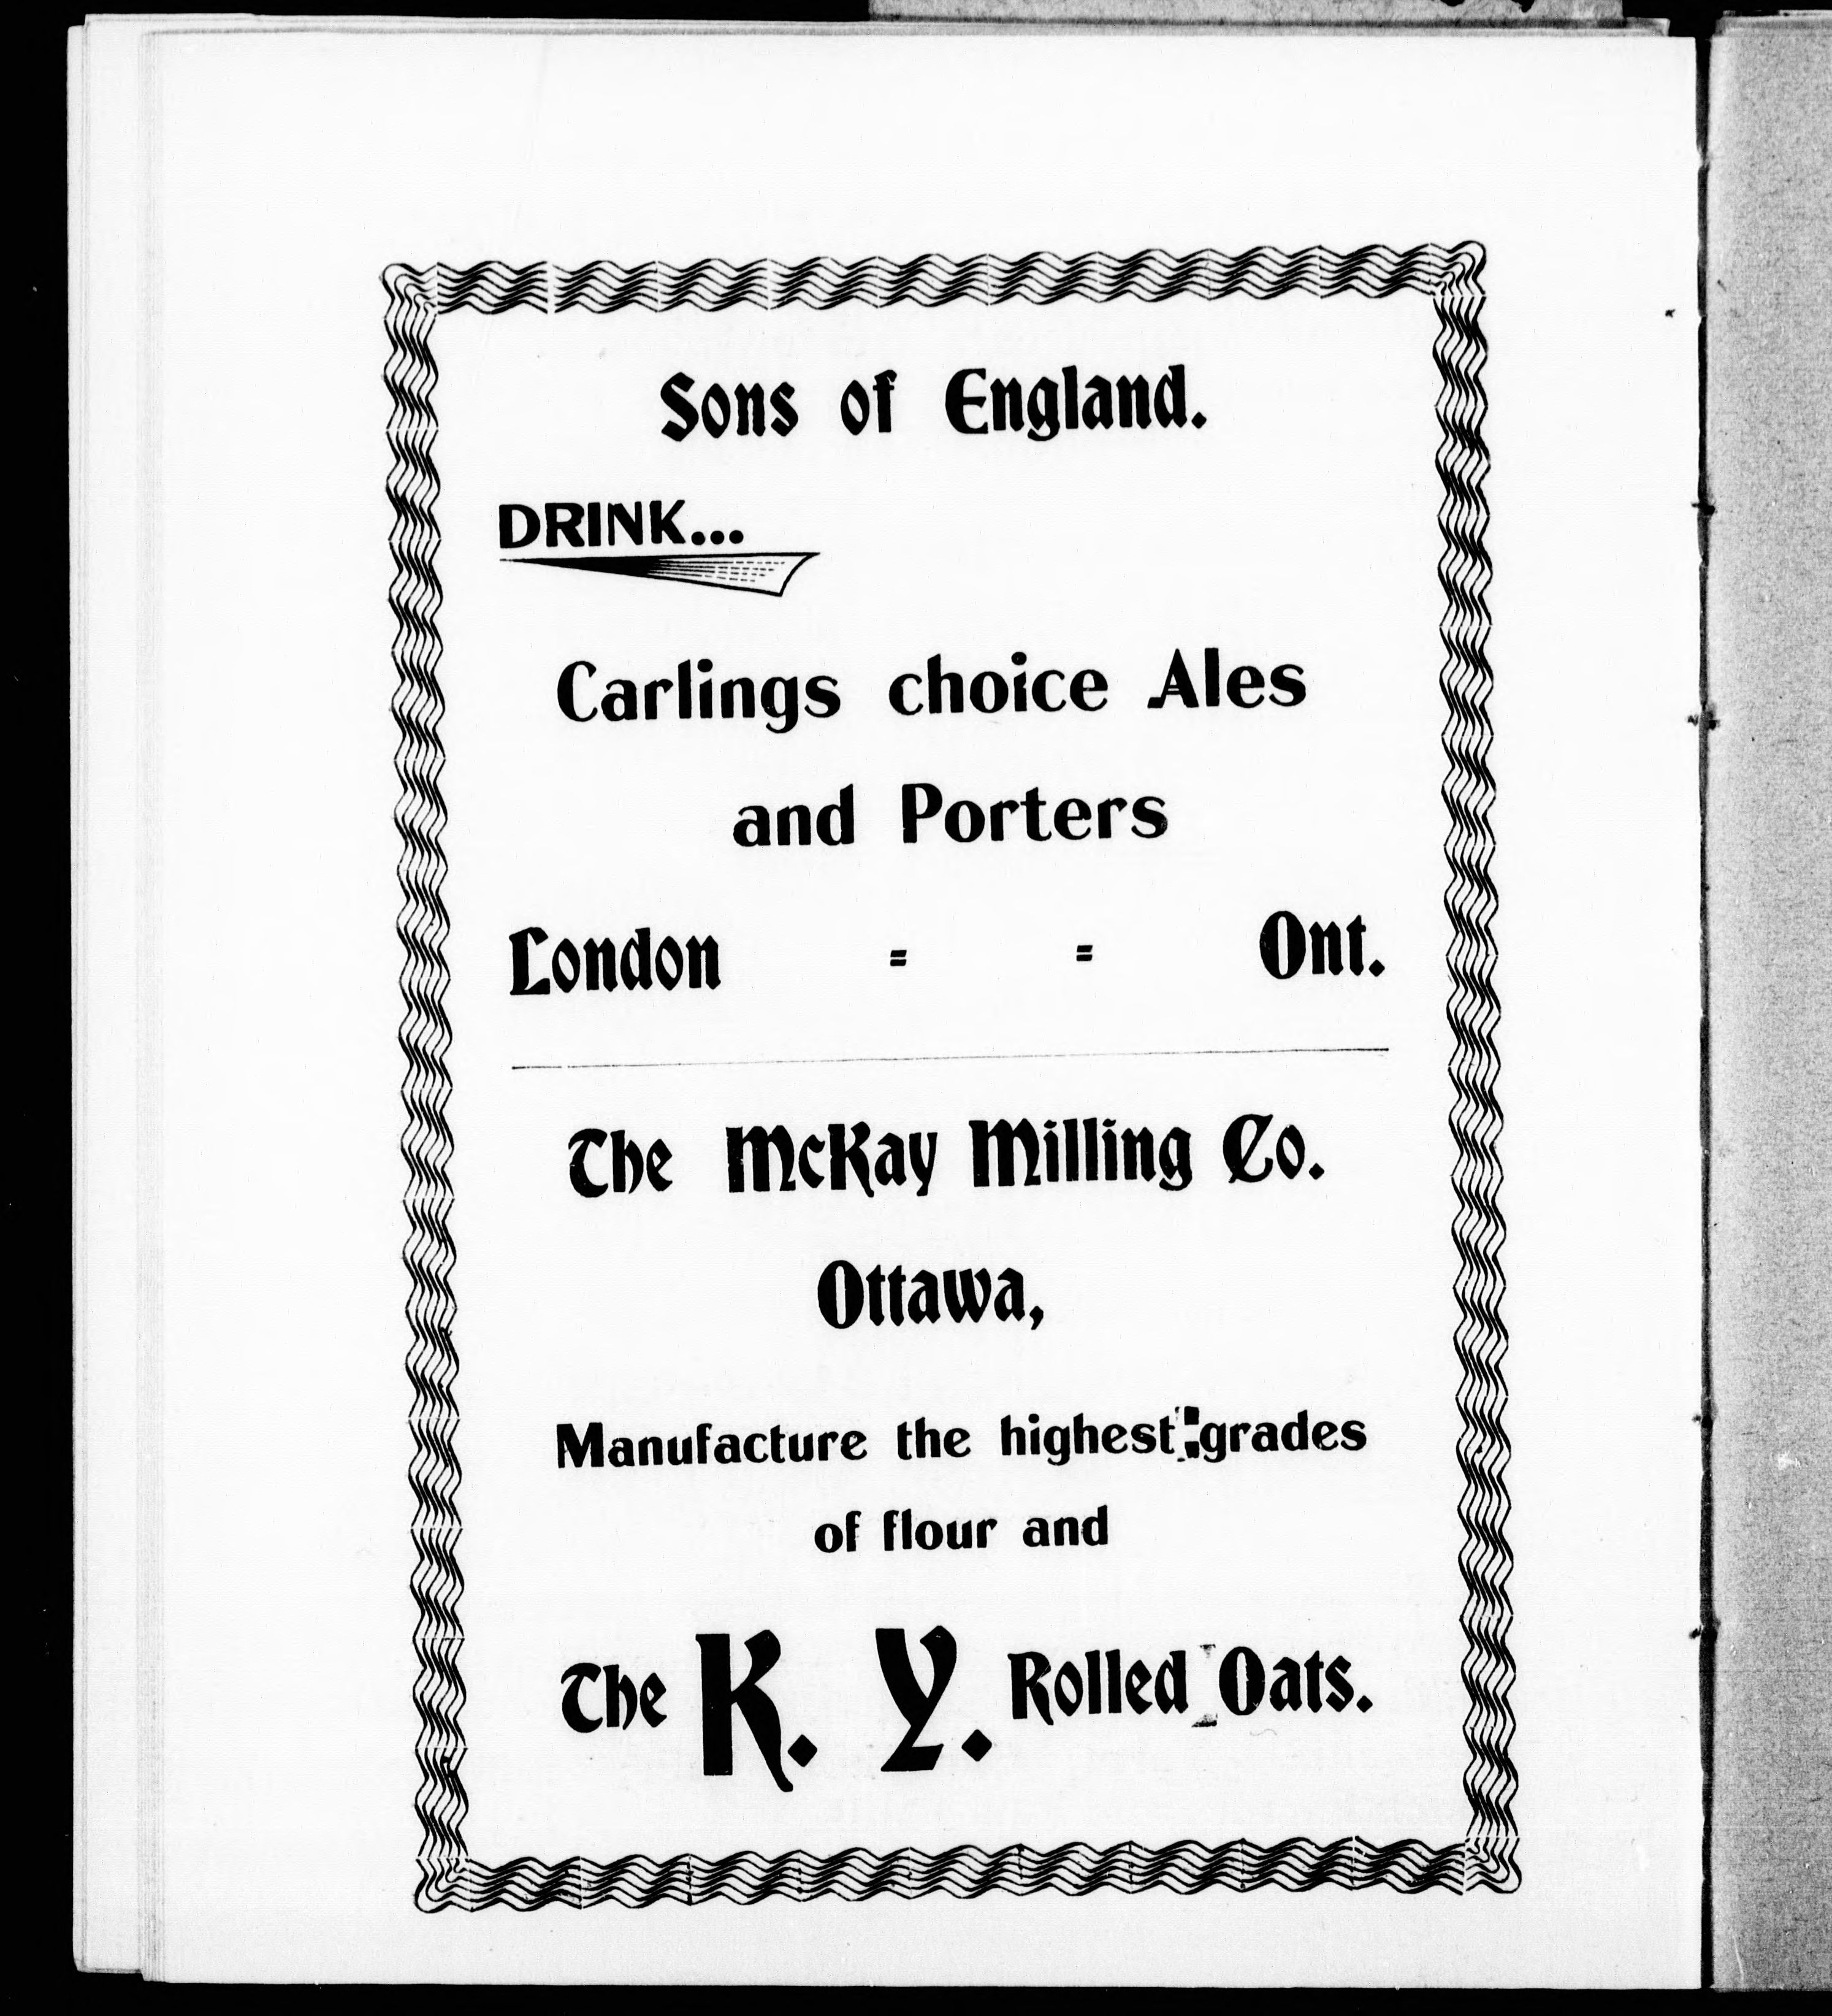 Sons of England.
DRINK...
Carlings choice Ales
and Porters
London = = Ont.
The McKay Milling Co.
Ottawa,
Manufacture the highest grades
of flour and
The K. Y. Rolled Oats.